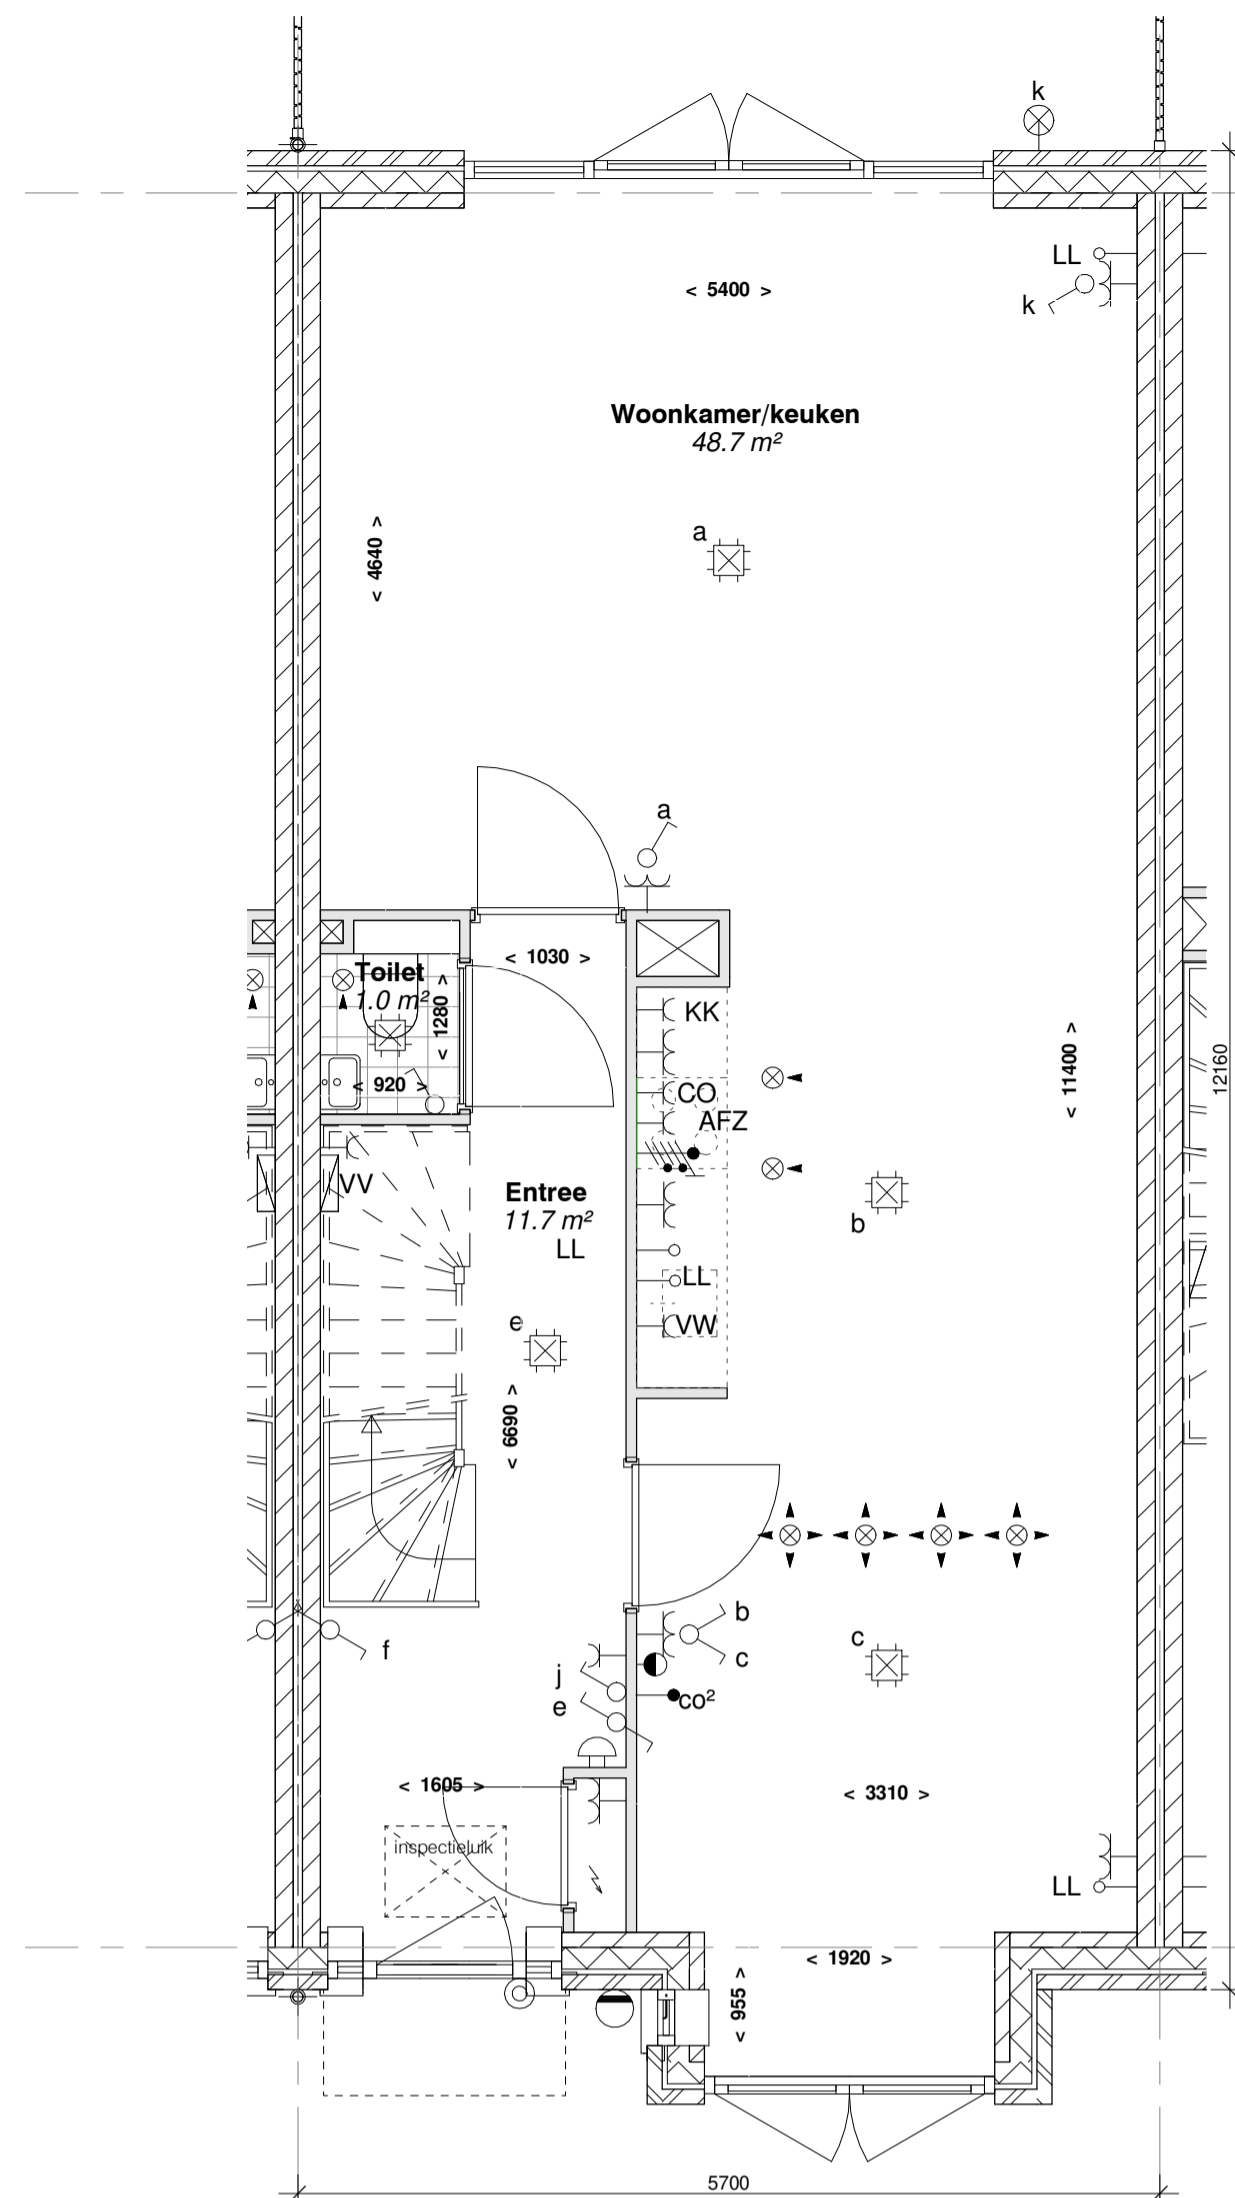 k
LL
< 5400 >
k
Woonkamer/keuken
48.7 m²
a
< 4640 >
a
< 1030 >
Toilet
1.0 m²
< 1280 >
KK
< 11400 >
12160
< 920 >
CO
AFZ
VV
Entree
11.7 m²
LL
b
LL
e
VW
< 6690 >
b
f
c
c
j
co²
e
< 1605 >
< 3310 >
inspectieluik
LL
< 1920 >
< 955 >
5700